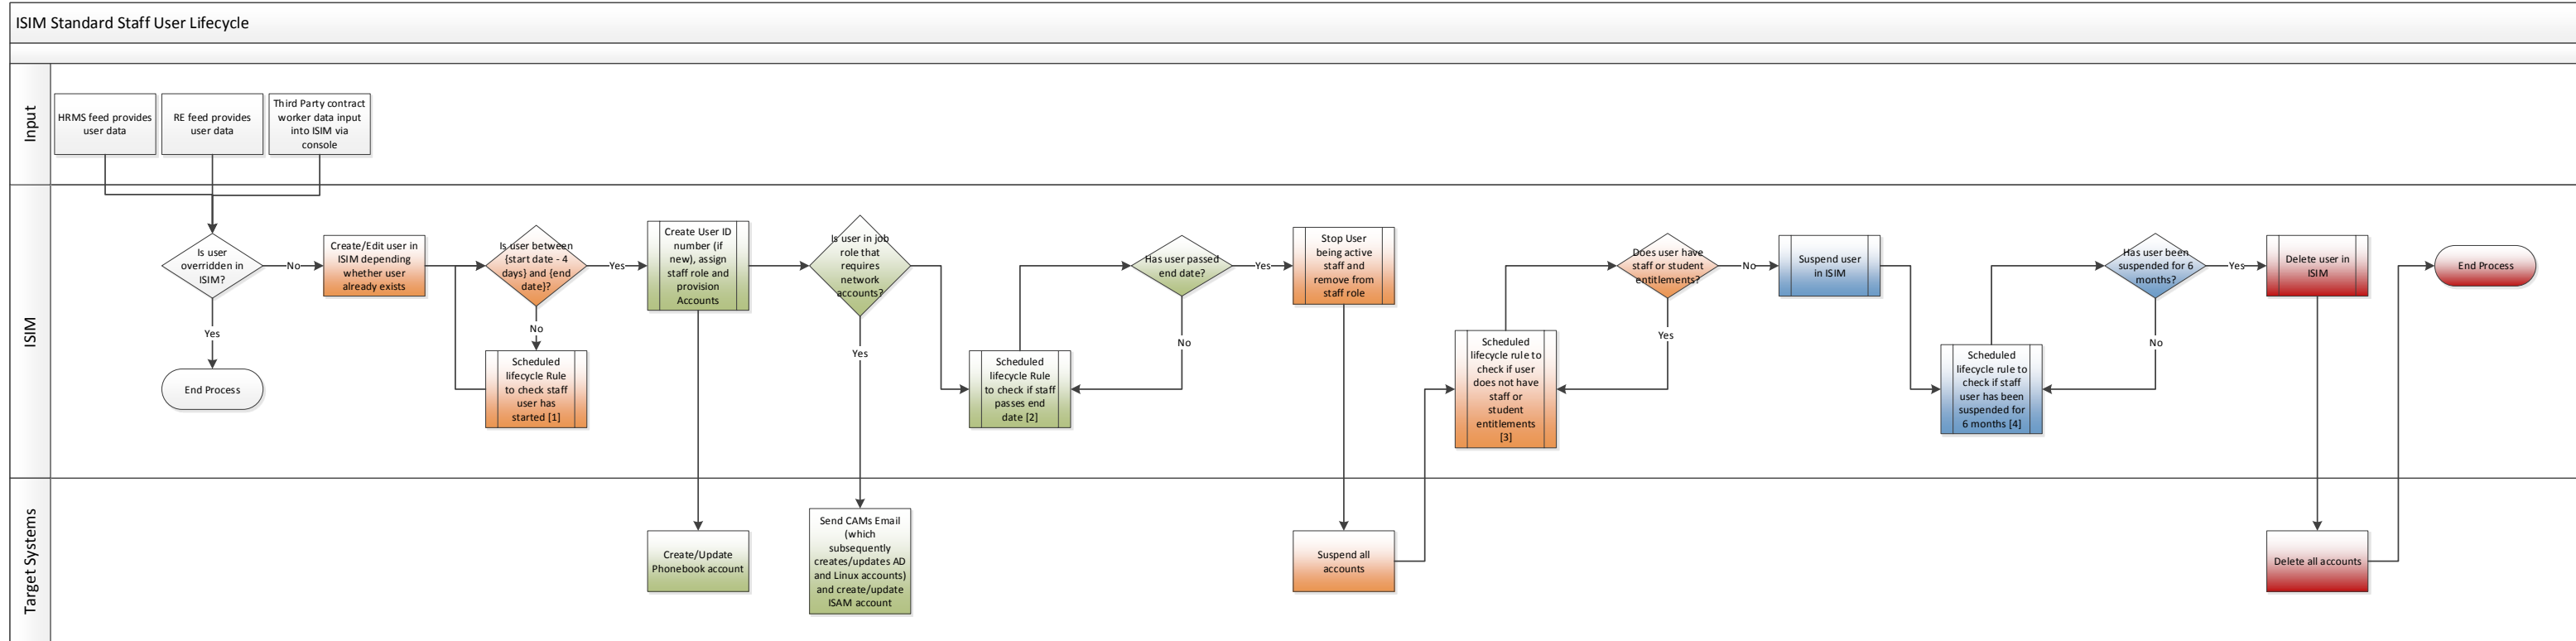 ISIM Standard Staff User Lifecycle
Input
HRMS feed provides
user data
RE feed provides
user data
Third Party contract
worker data input
into ISIM via
console
ISIM
Is user
overridden in
ISIM?
No
Yes
End Process
Create/Edit user in
ISIM depending
whether user
already exists
Is user between
{start date - 4
days} and {end
date}?
Yes
No
Scheduled
lifecycle Rule
to check staff
user has
started [1]
Create User ID
number (if
new), assign
staff role and
provision
Accounts
Is user in job
role that
requires
network
accounts?
Yes
Scheduled
lifecycle Rule
to check if staff
passes end
date [2]
Has user passed
end date?
Yes
No
Stop User
being active
staff and
remove from
staff role
Scheduled
lifecycle rule to
check if user
does not have
staff or
student
entitlements
[3]
Does user have
staff or student
entitlements?
No
Yes
Suspend user
in ISIM
Scheduled
lifecycle rule to
check if staff
user has been
suspended for
6 months [4]
Has user been
suspended for 6
months?
Yes
No
Delete user in
ISIM
End Process
Target Systems
Create/Update
Phonebook account
Send CAMs Email
(which
subsequently
creates/updates AD
and Linux accounts)
and create/update
ISAM account
Suspend all
accounts
Delete all accounts